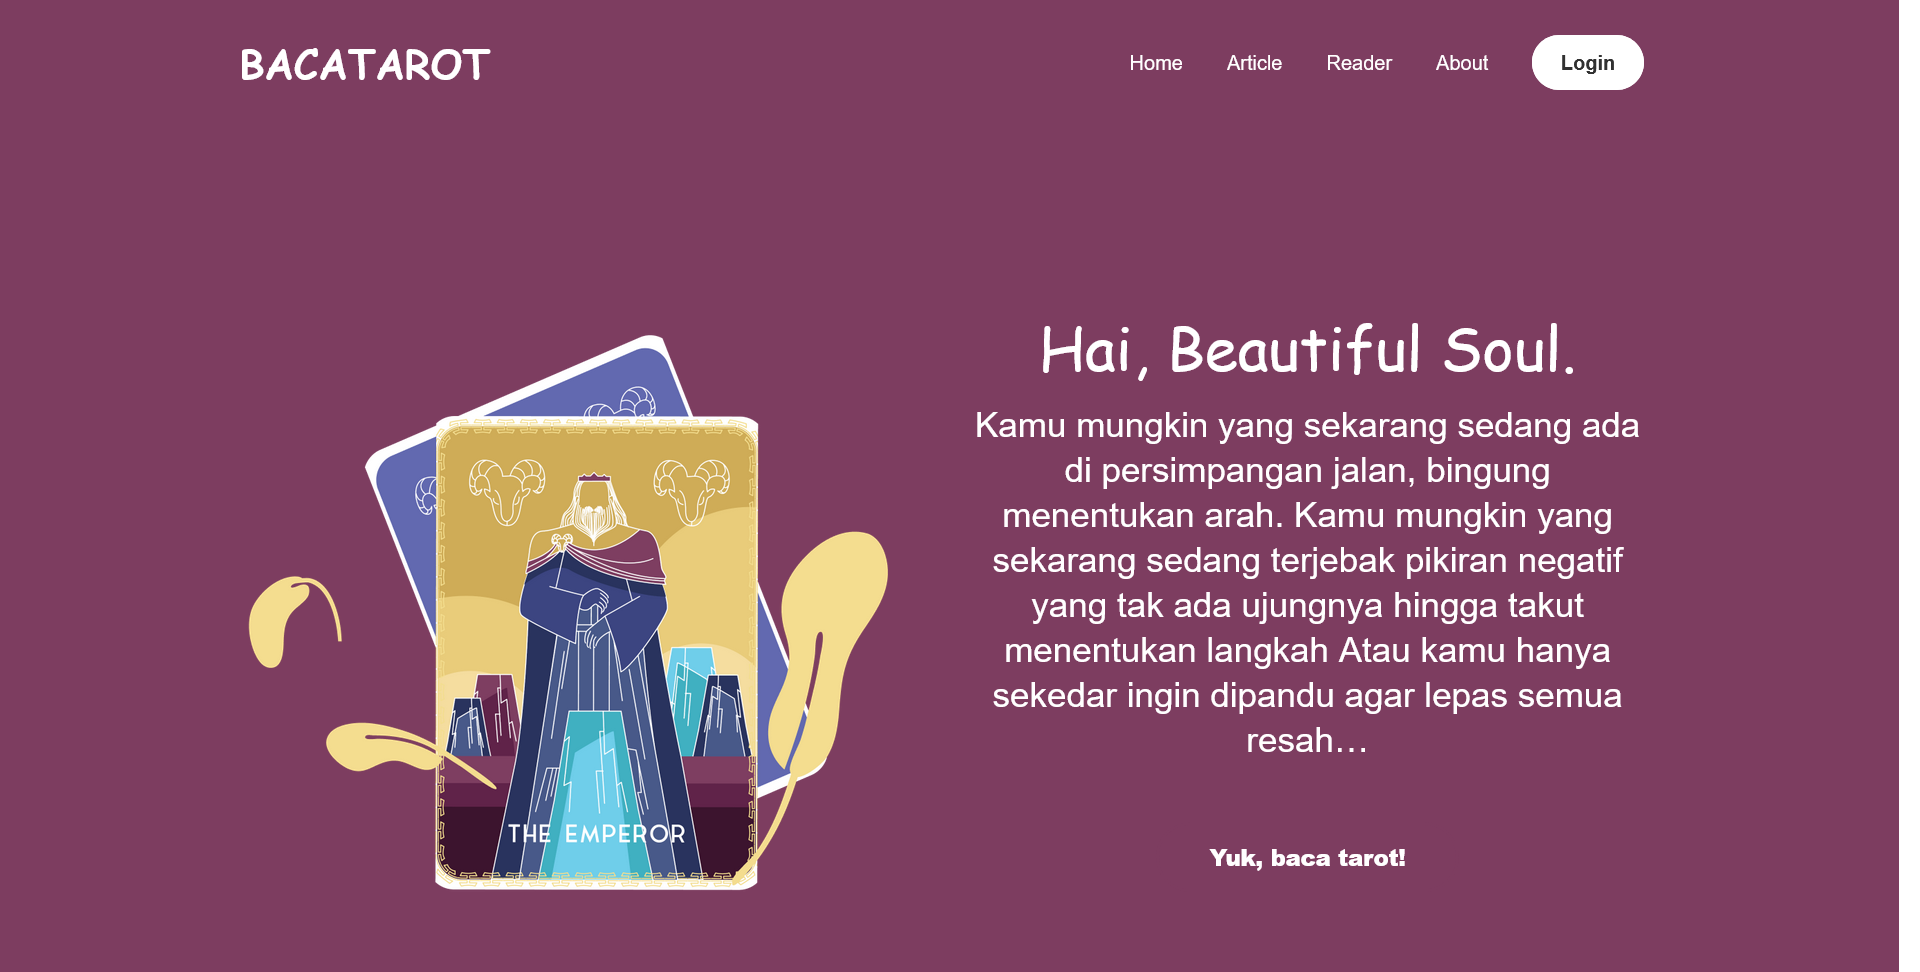 BACATAROT
Home
Article
Reader
About
Login
Hai, Beautiful Soul.
Kamu mungkin yang sekarang sedang ada
di persimpangan jalan, bingung
menentukan arah. Kamu mungkin yang
sekarang sedang terjebak pikiran negatif
yang tak ada ujungnya hingga takut
menentukan langkah Atau kamu hanya
sekedar ingin dipandu agar lepas semua
resah…
THE EMPEROR
Yuk, baca tarot!